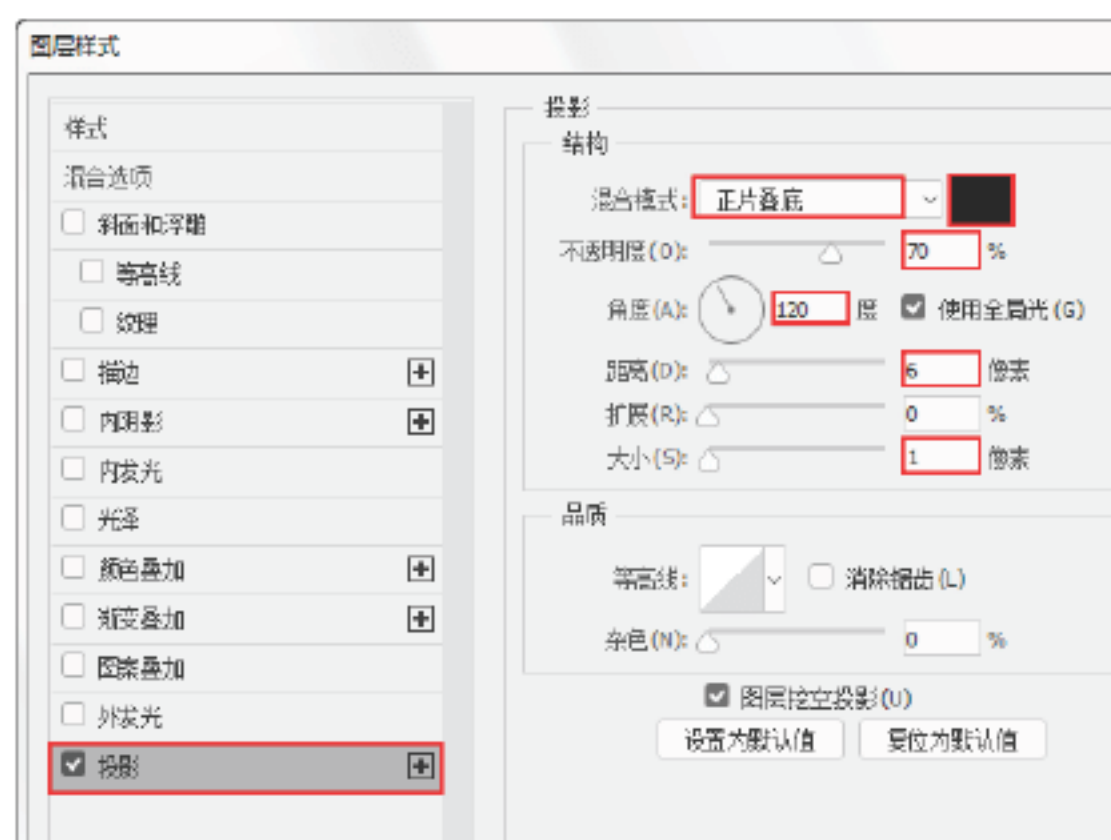 图层样式
样式
混合选项
斜面和浮雕
等高线
纹理
描边
内阴影
内发光
光泽
颜色叠加
渐变叠加
图案叠加
外发光
投影
投影
结构
混合模式: 正片叠底
不透明度(O): 70 %
角度(A): 120 度 使用全局光(G)
距离(D): 6 像素
扩展(R): 0 %
大小(S): 1 像素
品质
等高线: 消除锯齿(L)
杂色(N): 0 %
图层挖空投影(U)
设置为默认值 复位为默认值